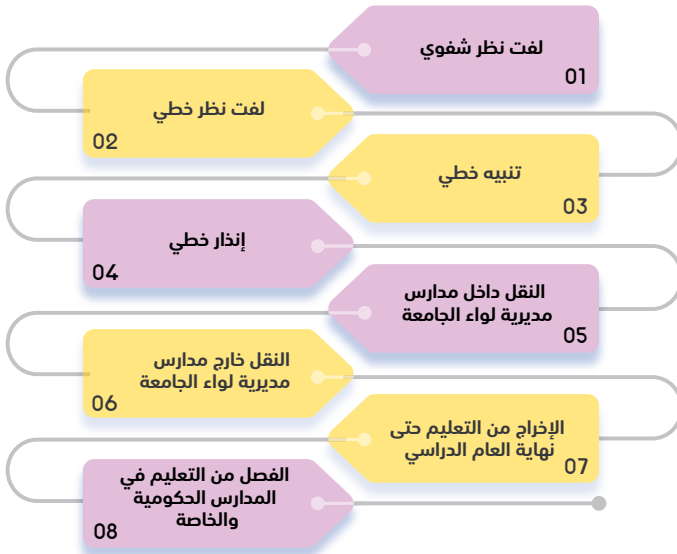 لفت نظر شفوي
01
لفت نظر خطي
02
تنبيه خطي
03
إنذار خطي
04
النقل داخل مدارس
مديرية لواء الجامعة
05
النقل خارج مدارس
مديرية لواء الجامعة
06
الإخراج من التعليم حتى
نهاية العام الدراسي
07
الفصل من التعليم في
المدارس الحكومية
والخاصة
08